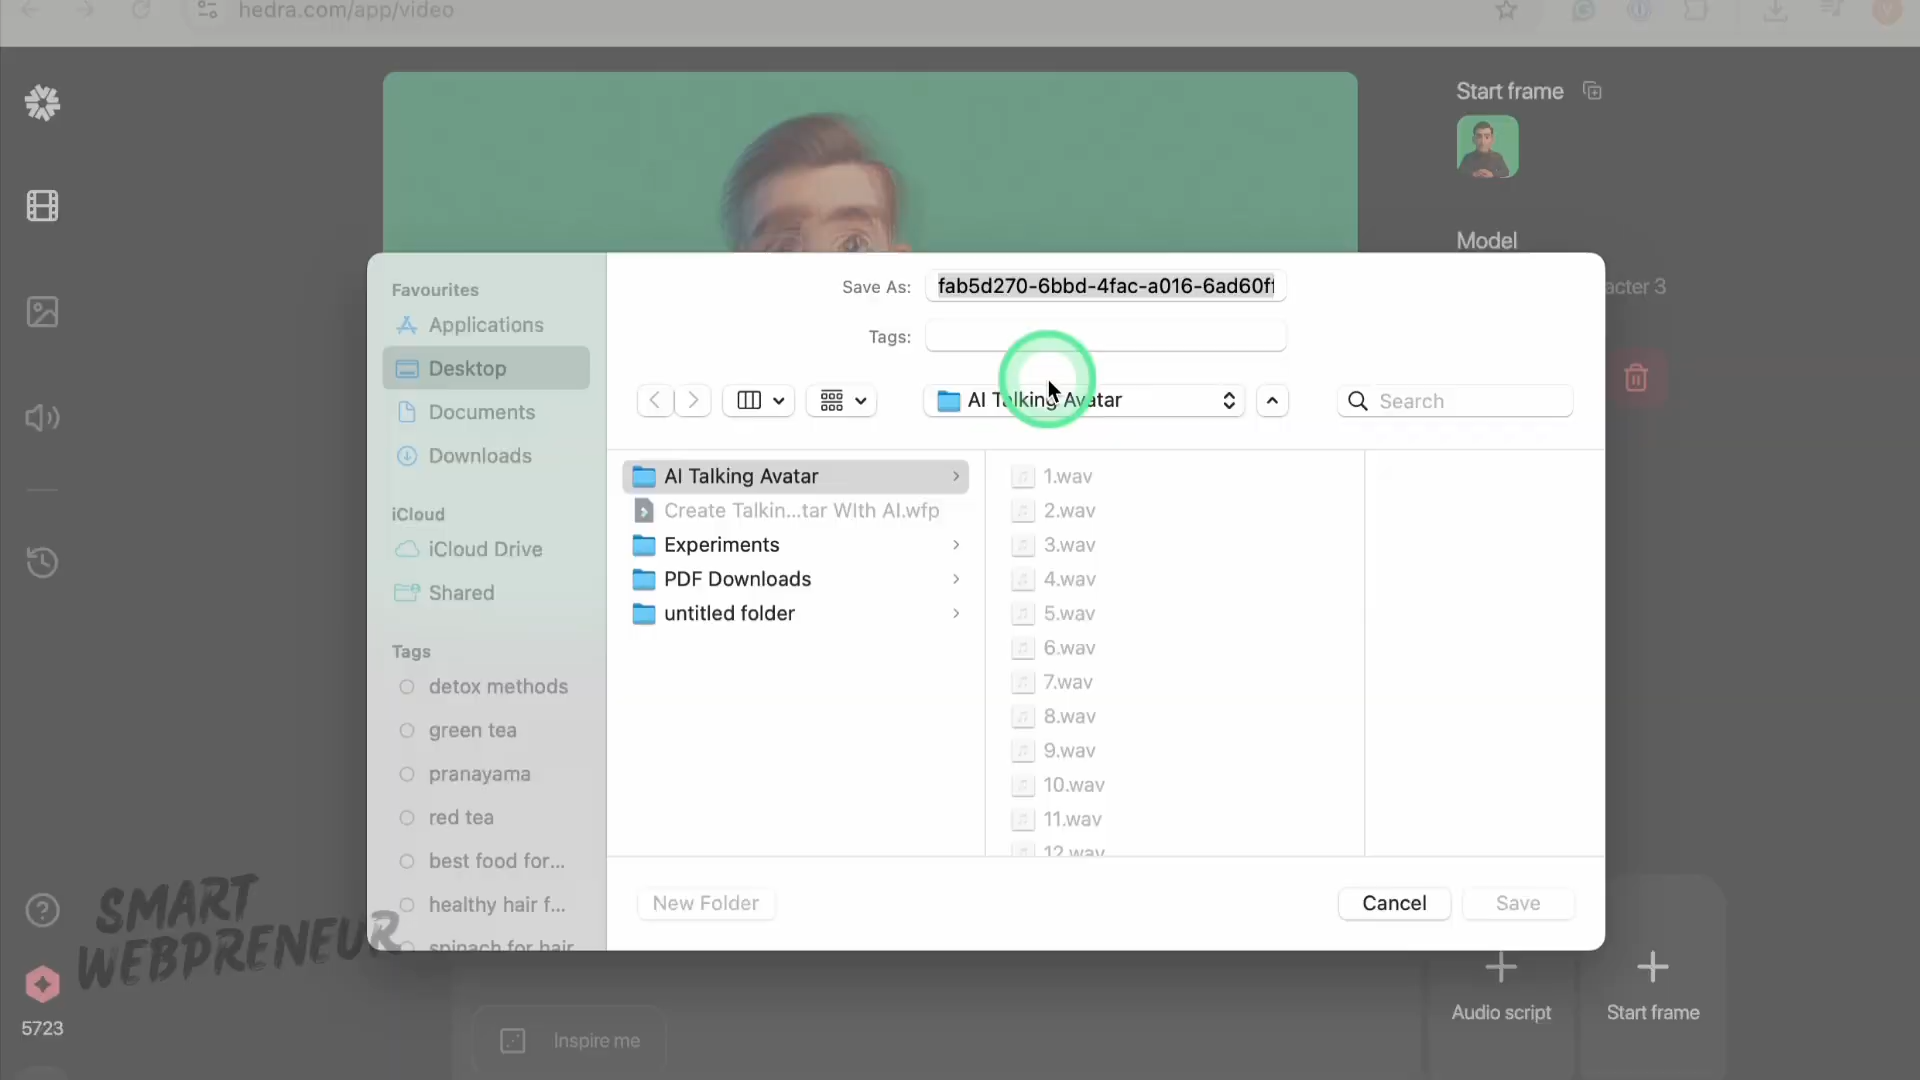 hedra.com/app/video
Start frame
Model
acter 3
Favourites
Applications
Desktop
Documents
Downloads
iCloud
iCloud Drive
Shared
Tags
detox methods
green tea
pranayama
red tea
best food for...
healthy hair f...
spinach for hair
Save As: fab5d270-6bbd-4fac-a016-6ad60ff
Tags:
AI Talking Avatar
Search
AI Talking Avatar
Create Talkin...tar WIth AI.wfp
Experiments
PDF Downloads
untitled folder
1.wav
2.wav
3.wav
4.wav
5.wav
6.wav
7.wav
8.wav
9.wav
10.wav
11.wav
12.wav
New Folder
Cancel
Save
SMART
WEBPRENEUR
5723
Inspire me
Audio script
Start frame